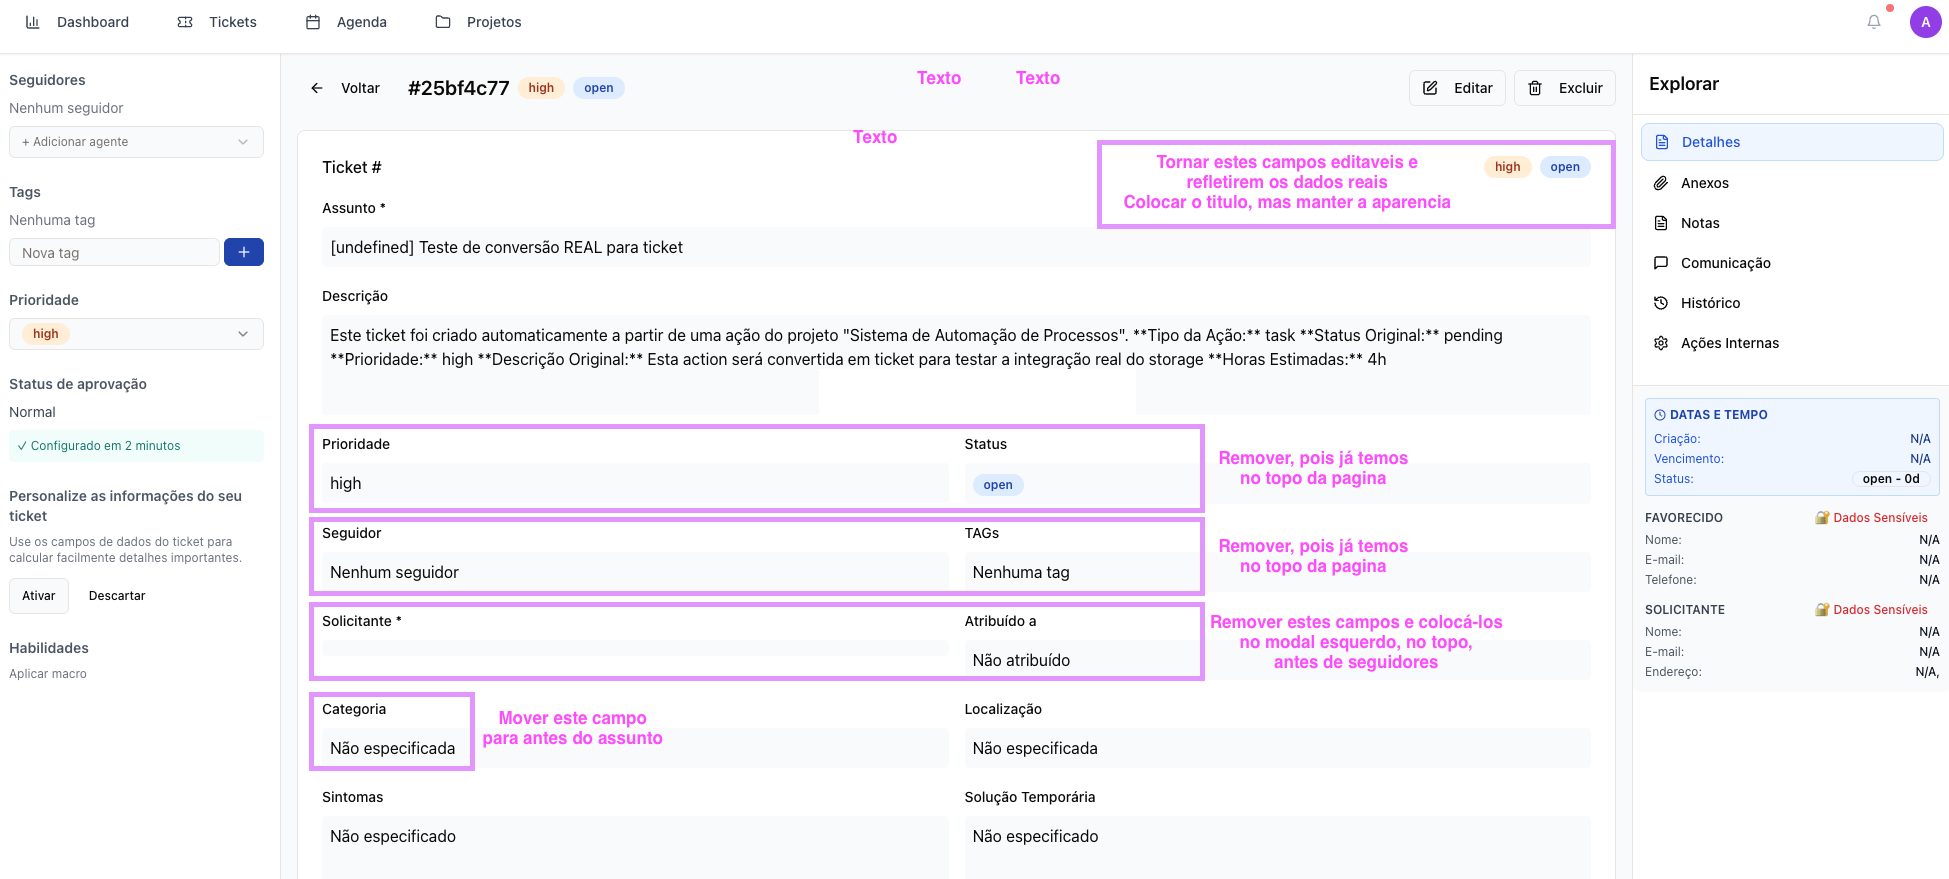 Dashboard
Tickets
Agenda
Projetos
A
Seguidores
Nenhum seguidor
+ Adicionar agente
Tags
Nenhuma tag
Nova tag
+
Prioridade
high
Status de aprovação
Normal
✓ Configurado em 2 minutos
Personalize as informações do seu
ticket
Use os campos de dados do ticket para
calcular facilmente detalhes importantes.
Ativar
Descartar
Habilidades
Aplicar macro
Voltar
#25bf4c77
high
open
Texto
Texto
Editar
Excluir
Texto
Ticket #
Tornar estes campos editaveis e
refletirem os dados reais
Colocar o titulo, mas manter a aparencia
high
open
Assunto *
[undefined] Teste de conversão REAL para ticket
Descrição
Este ticket foi criado automaticamente a partir de uma ação do projeto "Sistema de Automação de Processos". **Tipo da Ação:** task **Status Original:** pending
**Prioridade:** high **Descrição Original:** Esta action será convertida em ticket para testar a integração real do storage **Horas Estimadas:** 4h
Prioridade
high
Status
open
Remover, pois já temos
no topo da pagina
Seguidor
Nenhum seguidor
TAGs
Nenhuma tag
Remover, pois já temos
no topo da pagina
Solicitante *
Atribuído a
Não atribuído
Remover estes campos e colocá-los
no modal esquerdo, no topo,
antes de seguidores
Categoria
Não especificada
Mover este campo
para antes do assunto
Localização
Não especificada
Sintomas
Não especificado
Solução Temporária
Não especificado
Explorar
Detalhes
Anexos
Notas
Comunicação
Histórico
Ações Internas
DATAS E TEMPO
Criação: N/A
Vencimento: N/A
Status: open - 0d
FAVORECIDO 🔐 Dados Sensíveis
Nome: N/A
E-mail: N/A
Telefone: N/A
SOLICITANTE 🔐 Dados Sensíveis
Nome: N/A
E-mail: N/A
Endereço: N/A,